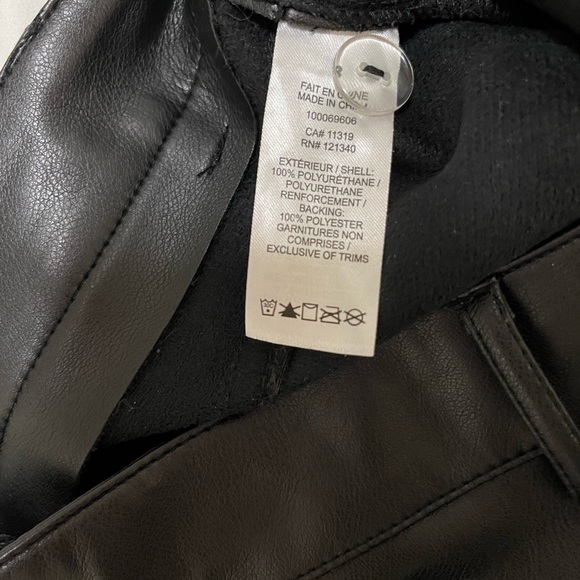 FAIT EN CHINE
MADE IN CHINA
100069606
CA# 11319
RN# 121340
EXTÉRIEUR / SHELL:
100% POLYURÉTHANE /
POLYURETHANE
RENFORCEMENT /
BACKING:
100% POLYESTER
GARNITURES NON
COMPRISES /
EXCLUSIVE OF TRIMS